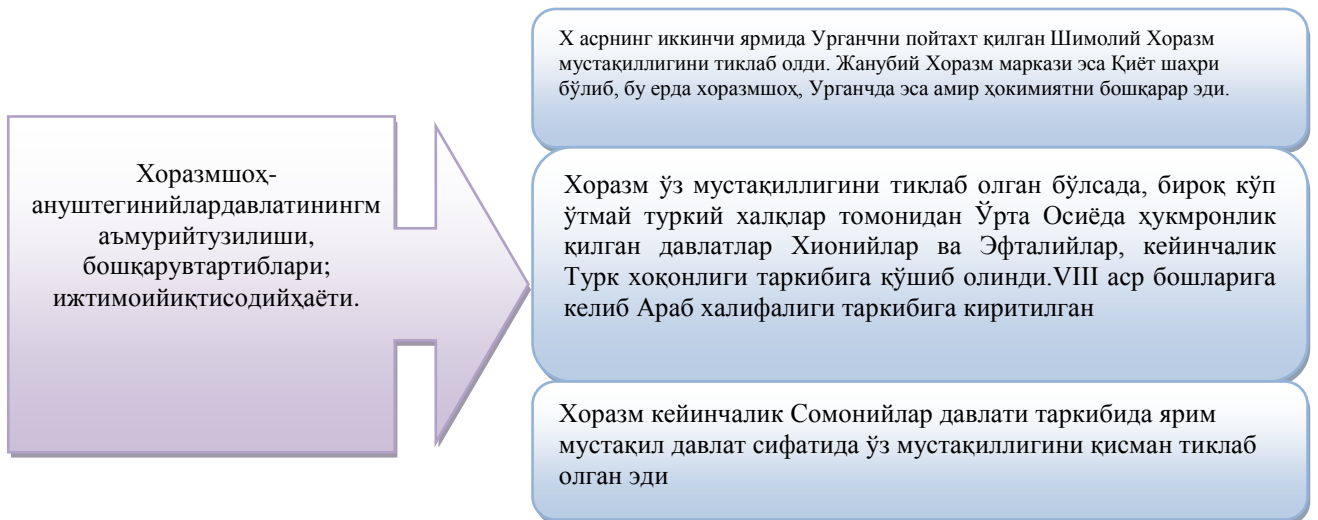 Хоразмшоҳ-
ануштегинийлардавлатинингм
аъмурийтузилиши,
бошқарувтартиблари;
ижтимоийиқтисодийҳаёти.
X асрнинг иккинчи ярмида Урганчни пойтахт қилган Шимолий Хоразм
мустақиллигини тиклаб олди. Жанубий Хоразм маркази эса Қиёт шаҳри
бўлиб, бу ерда хоразмшоҳ, Урганчда эса амир ҳокимиятни бошқарар эди.
Хоразм ўз мустақиллигини тиклаб олган бўлсада, бироқ кўп
ўтмай туркий халқлар томонидан Ўрта Осиёда ҳукмронлик
қилган давлатлар Хионийлар ва Эфталийлар, кейинчалик
Турк хоқонлиги таркибига қўшиб олинди.VIII аср бошларига
келиб Араб халифалиги таркибига киритилган
Хоразм кейинчалик Сомонийлар давлати таркибида ярим
мустақил давлат сифатида ўз мустақиллигини қисман тиклаб
олган эди